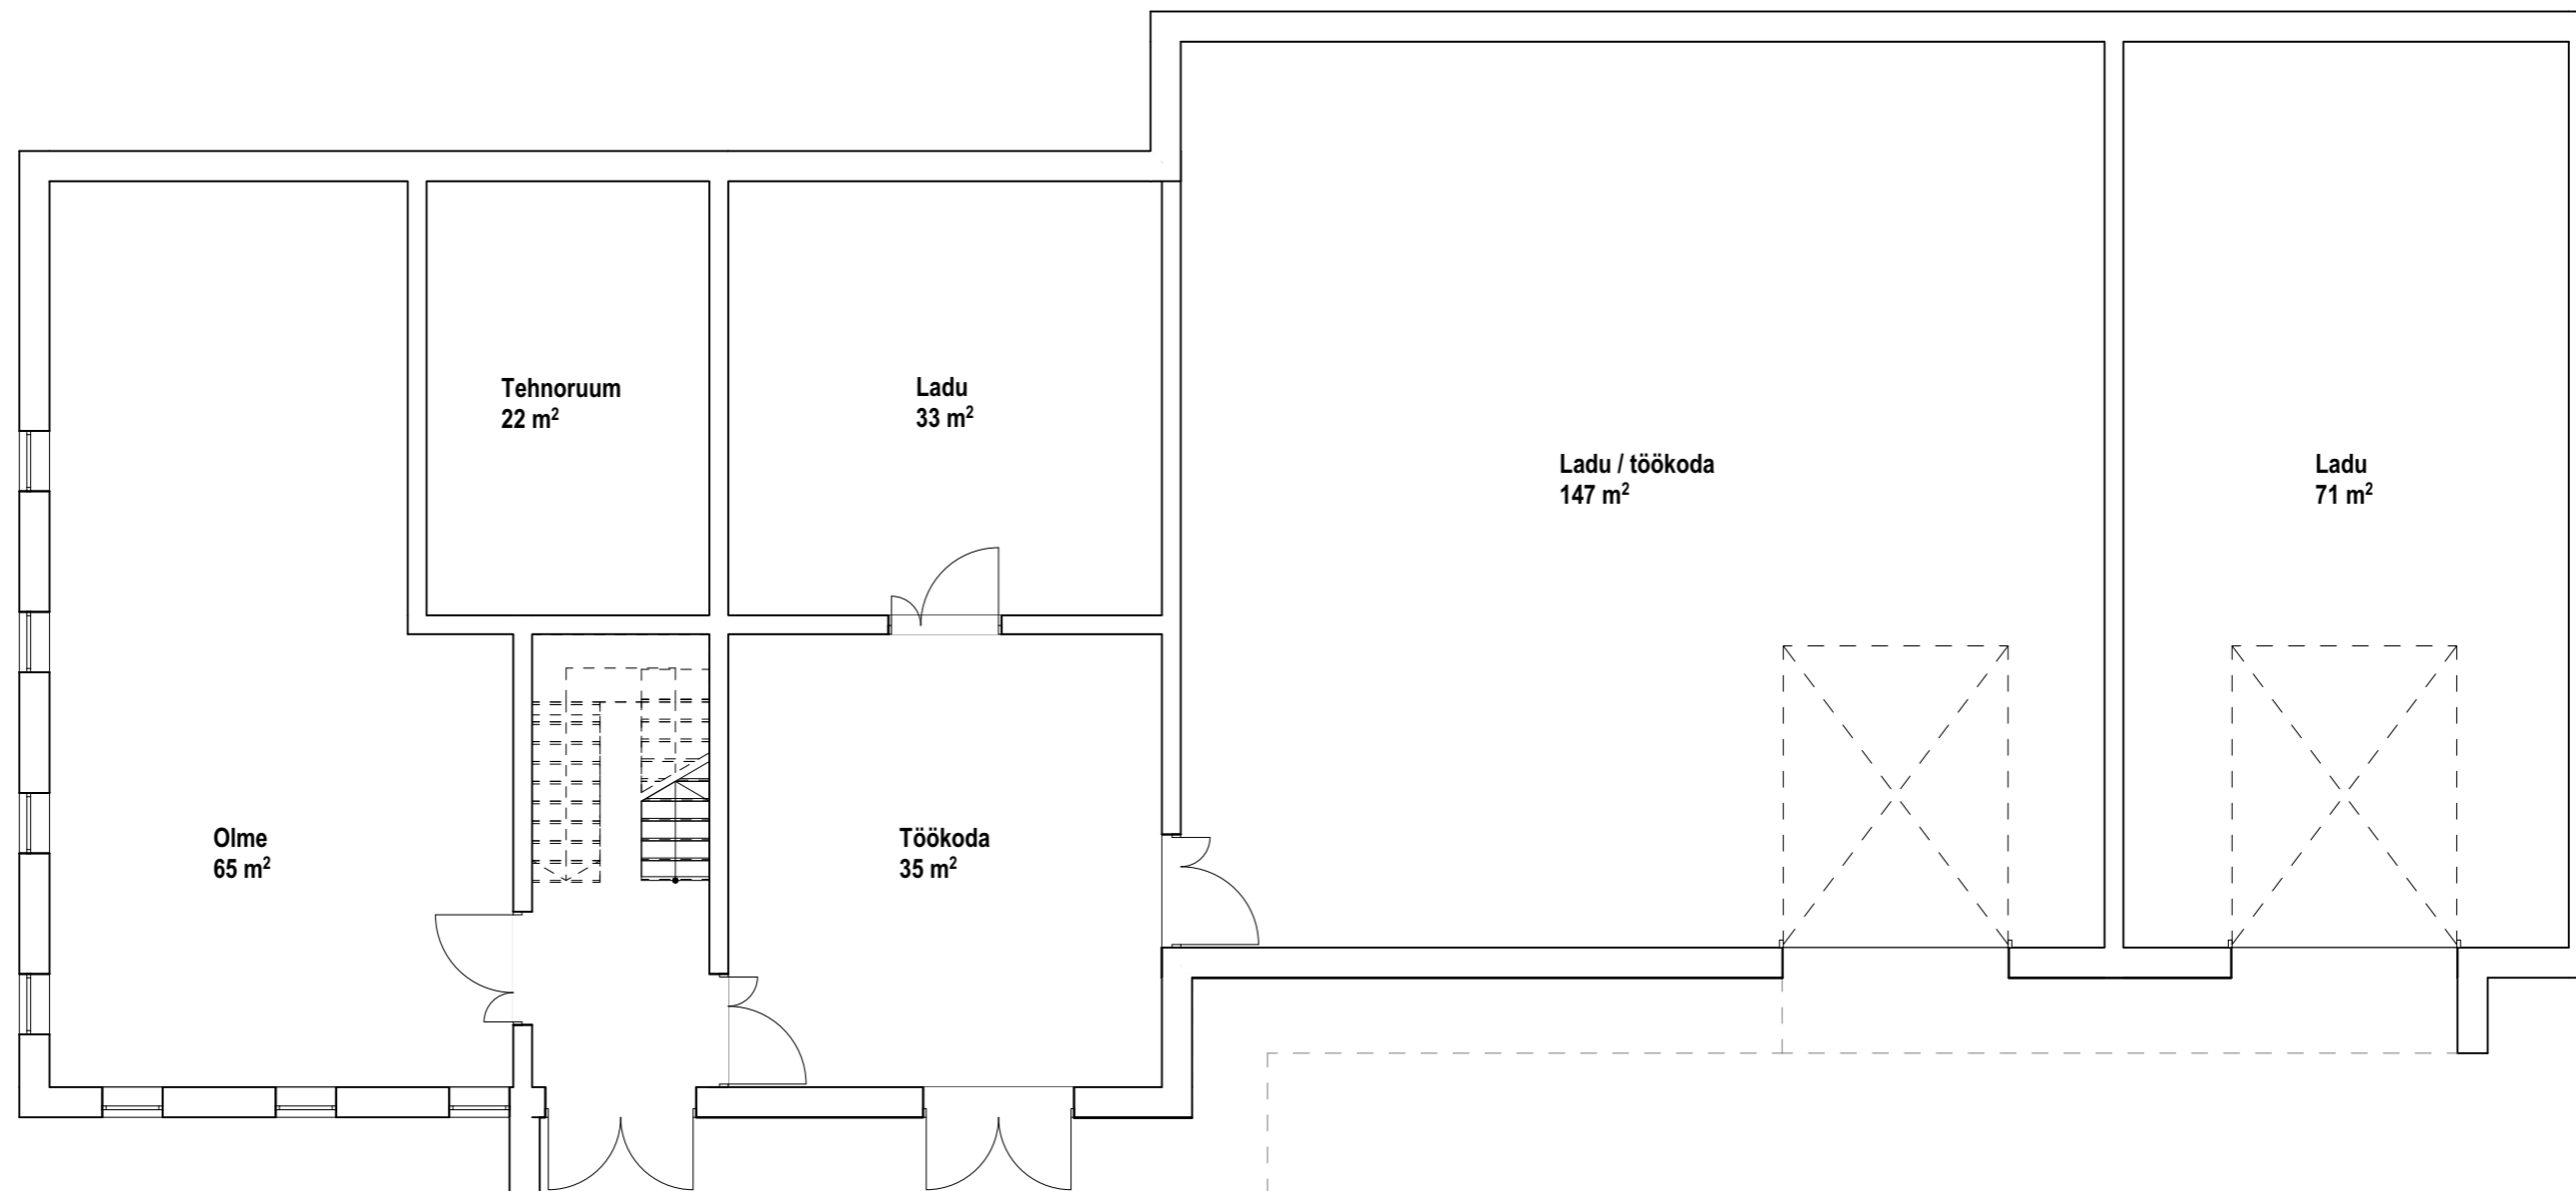 Tehnoruum
22 m²
Ladu
33 m²
Ladu / töökoda
147 m²
Ladu
71 m²
Olme
65 m²
Töökoda
35 m²